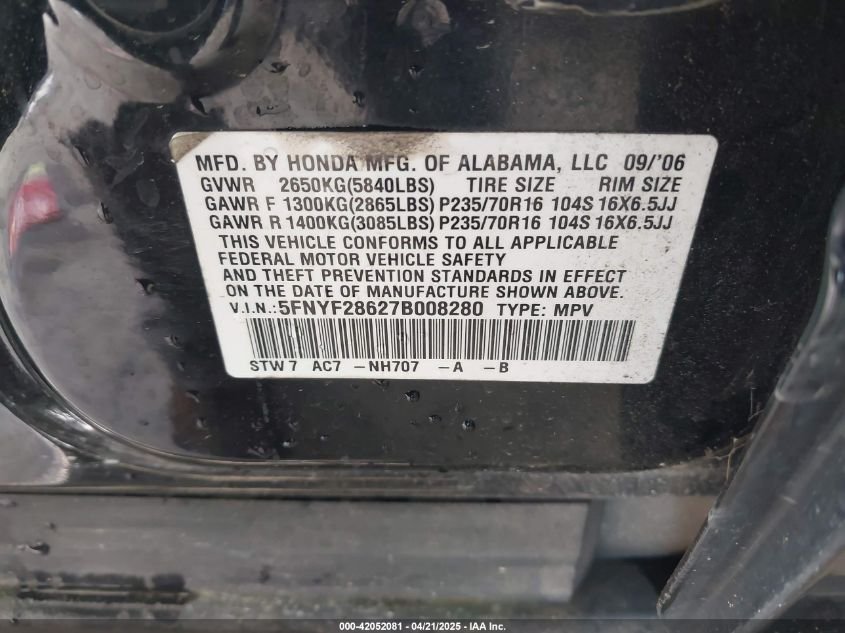 MFD. BY HONDA MFG. OF ALABAMA, LLC 09/'06
GVWR 2650KG(5840LBS) TIRE SIZE RIM SIZE
GAWR F 1300KG(2865LBS) P235/70R16 104S 16X6.5JJ
GAWR R 1400KG(3085LBS) P235/70R16 104S 16X6.5JJ
THIS VEHICLE CONFORMS TO ALL APPLICABLE
FEDERAL MOTOR VEHICLE SAFETY
AND THEFT PREVENTION STANDARDS IN EFFECT
ON THE DATE OF MANUFACTURE SHOWN ABOVE.
V.I.N.: 5FNYF28627B008280 TYPE: MPV
STW7 AC7 -NH707 -A -B
000-42052081 - 04/21/2025 - IAA Inc.